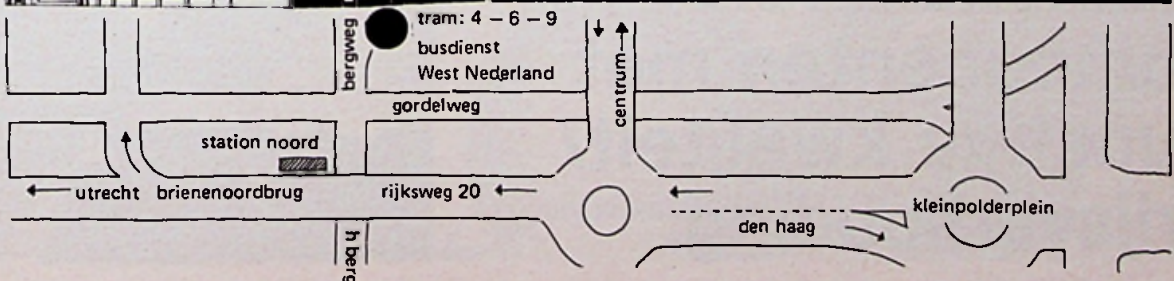 tram: 4 – 6 – 9
busdienst
West Nederland
bergweg
gordelweg
centrum
station noord
utrecht brienenoordbrug
rijksweg 20
den haag
kleinpolderplein
h berg